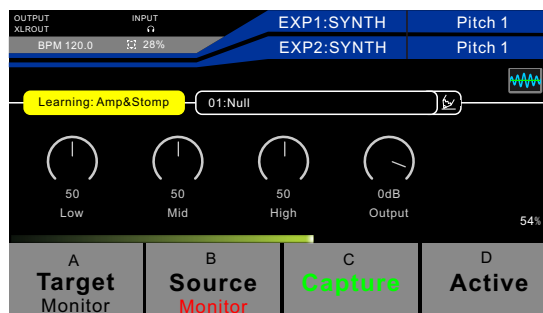 OUTPUT INPUT EXP1:SYNTH Pitch 1
XLROUT
BPM 120.0 28% EXP2:SYNTH Pitch 1
Learning: Amp&Stomp 01:Null
50 50 50 0dB
Low Mid High Output
54%
A B C D
Target Source Capture Active
Monitor Monitor